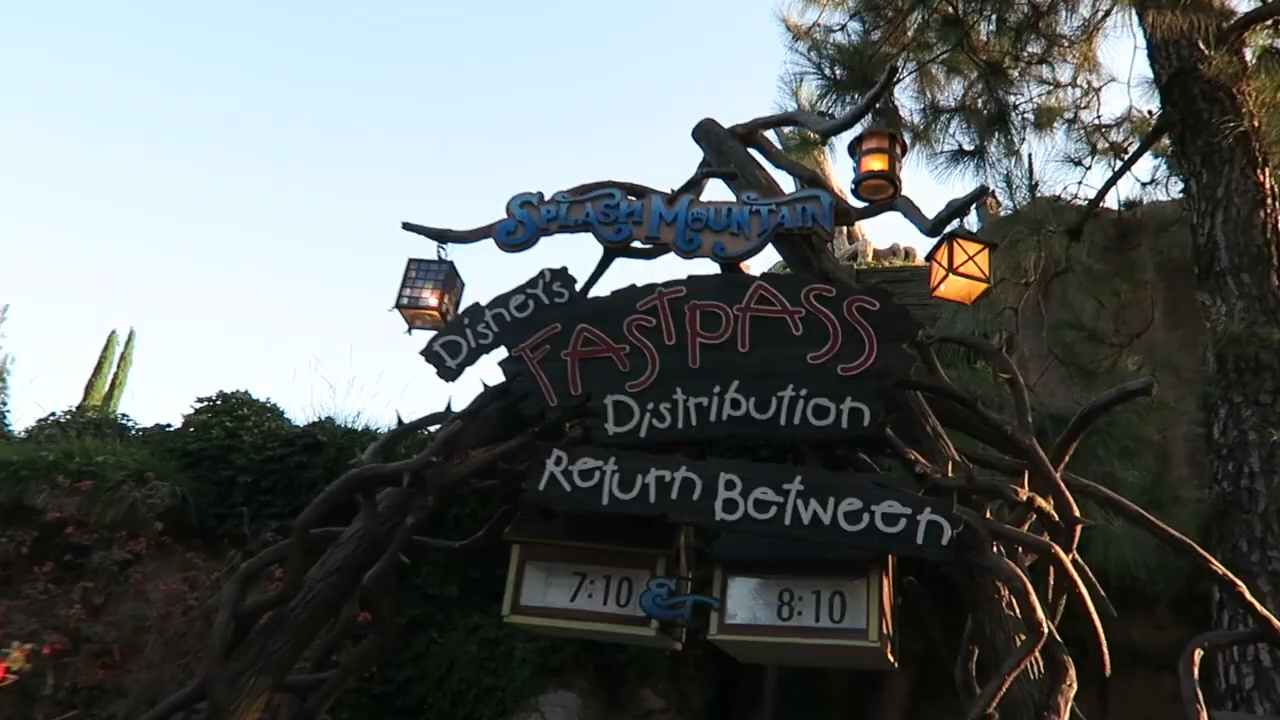 Splash Mountain
Disney's
FASTPASS
Distribution
Return Between
7:10 & 8:10